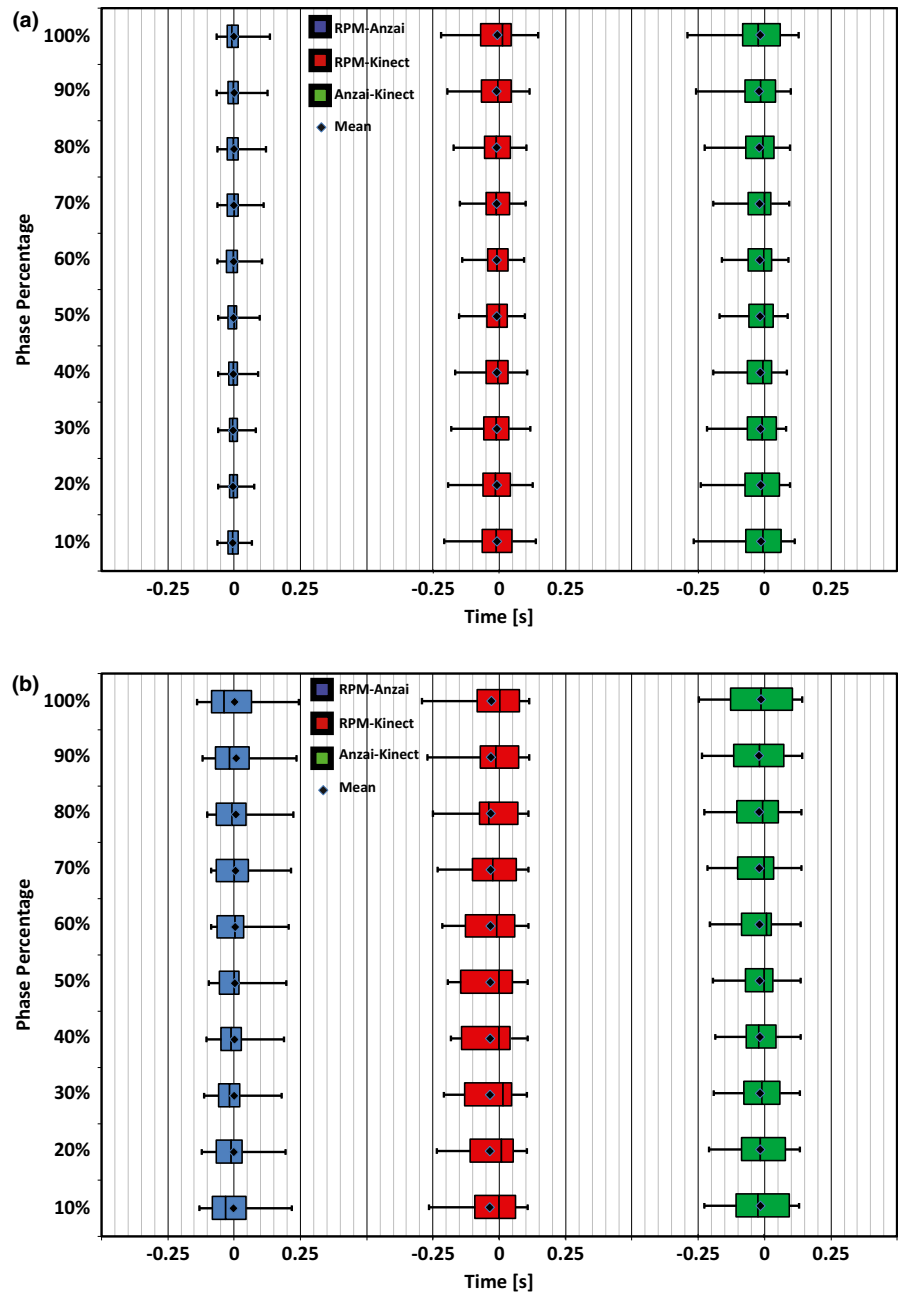 (a)
RPM-Anzai
RPM-Kinect
Anzai-Kinect
Mean
Phase Percentage
100%
90%
80%
70%
60%
50%
40%
30%
20%
10%
-0.25 0 0.25 -0.25 0 0.25 -0.25 0 0.25
Time [s]
(b)
RPM-Anzai
RPM-Kinect
Anzai-Kinect
Mean
Phase Percentage
100%
90%
80%
70%
60%
50%
40%
30%
20%
10%
-0.25 0 0.25 -0.25 0 0.25 -0.25 0 0.25
Time [s]